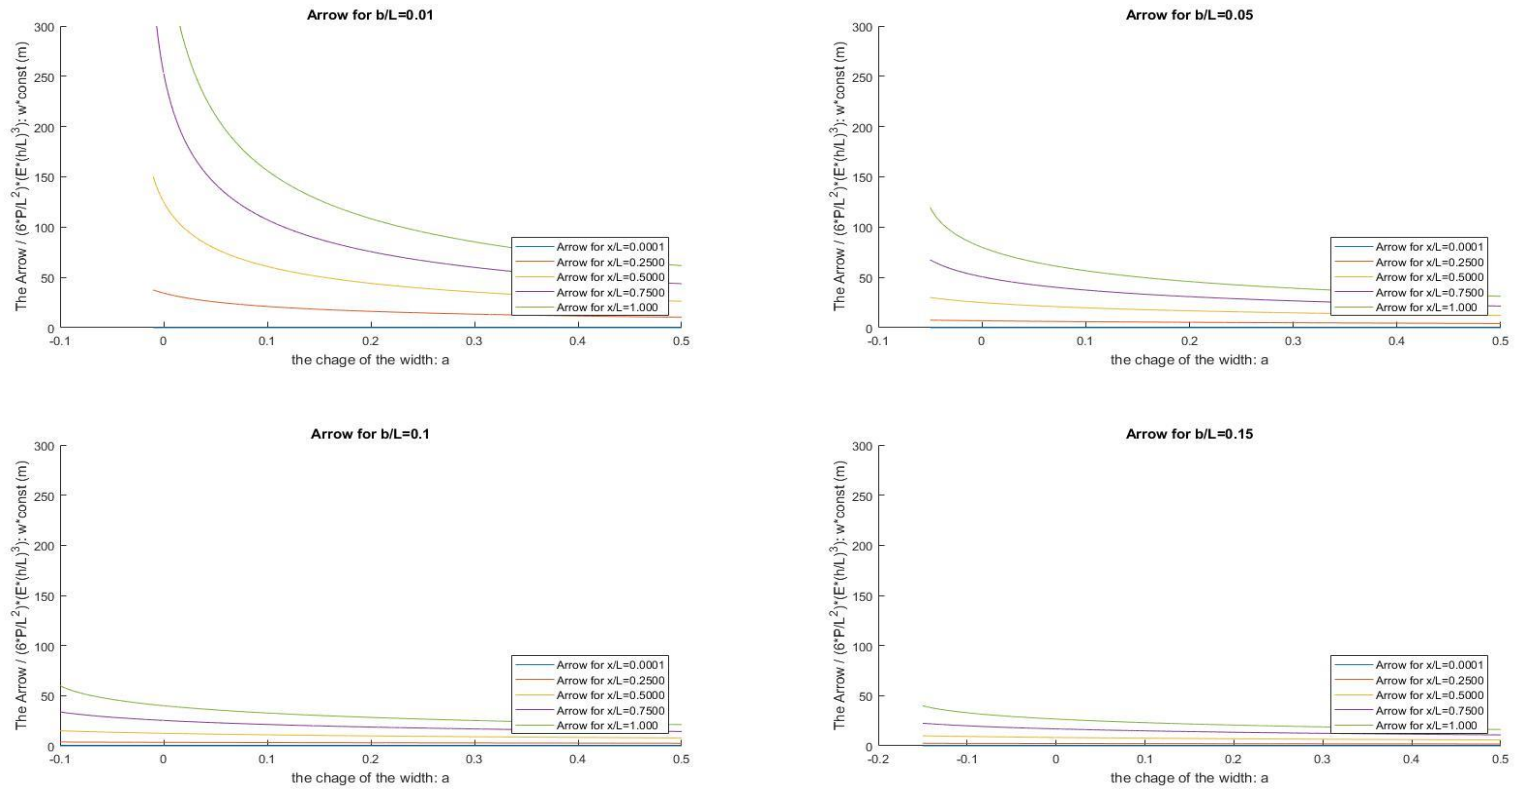 Arrow for b/L=0.01
The Arrow / (6*P/L^2)*(E*(h/L)^3): w*const (m)
300
250
200
150
100
50
0
-0.1 0 0.1 0.2 0.3 0.4 0.5
the chage of the width: a
Arrow for x/L=0.0001
Arrow for x/L=0.2500
Arrow for x/L=0.5000
Arrow for x/L=0.7500
Arrow for x/L=1.000
Arrow for b/L=0.05
The Arrow / (6*P/L^2)*(E*(h/L)^3): w*const (m)
300
250
200
150
100
50
0
-0.1 0 0.1 0.2 0.3 0.4 0.5
the chage of the width: a
Arrow for x/L=0.0001
Arrow for x/L=0.2500
Arrow for x/L=0.5000
Arrow for x/L=0.7500
Arrow for x/L=1.000
Arrow for b/L=0.1
The Arrow / (6*P/L^2)*(E*(h/L)^3): w*const (m)
300
250
200
150
100
50
0
-0.1 0 0.1 0.2 0.3 0.4 0.5
the chage of the width: a
Arrow for x/L=0.0001
Arrow for x/L=0.2500
Arrow for x/L=0.5000
Arrow for x/L=0.7500
Arrow for x/L=1.000
Arrow for b/L=0.15
The Arrow / (6*P/L^2)*(E*(h/L)^3): w*const (m)
300
250
200
150
100
50
0
-0.2 -0.1 0 0.1 0.2 0.3 0.4 0.5
the chage of the width: a
Arrow for x/L=0.0001
Arrow for x/L=0.2500
Arrow for x/L=0.5000
Arrow for x/L=0.7500
Arrow for x/L=1.000